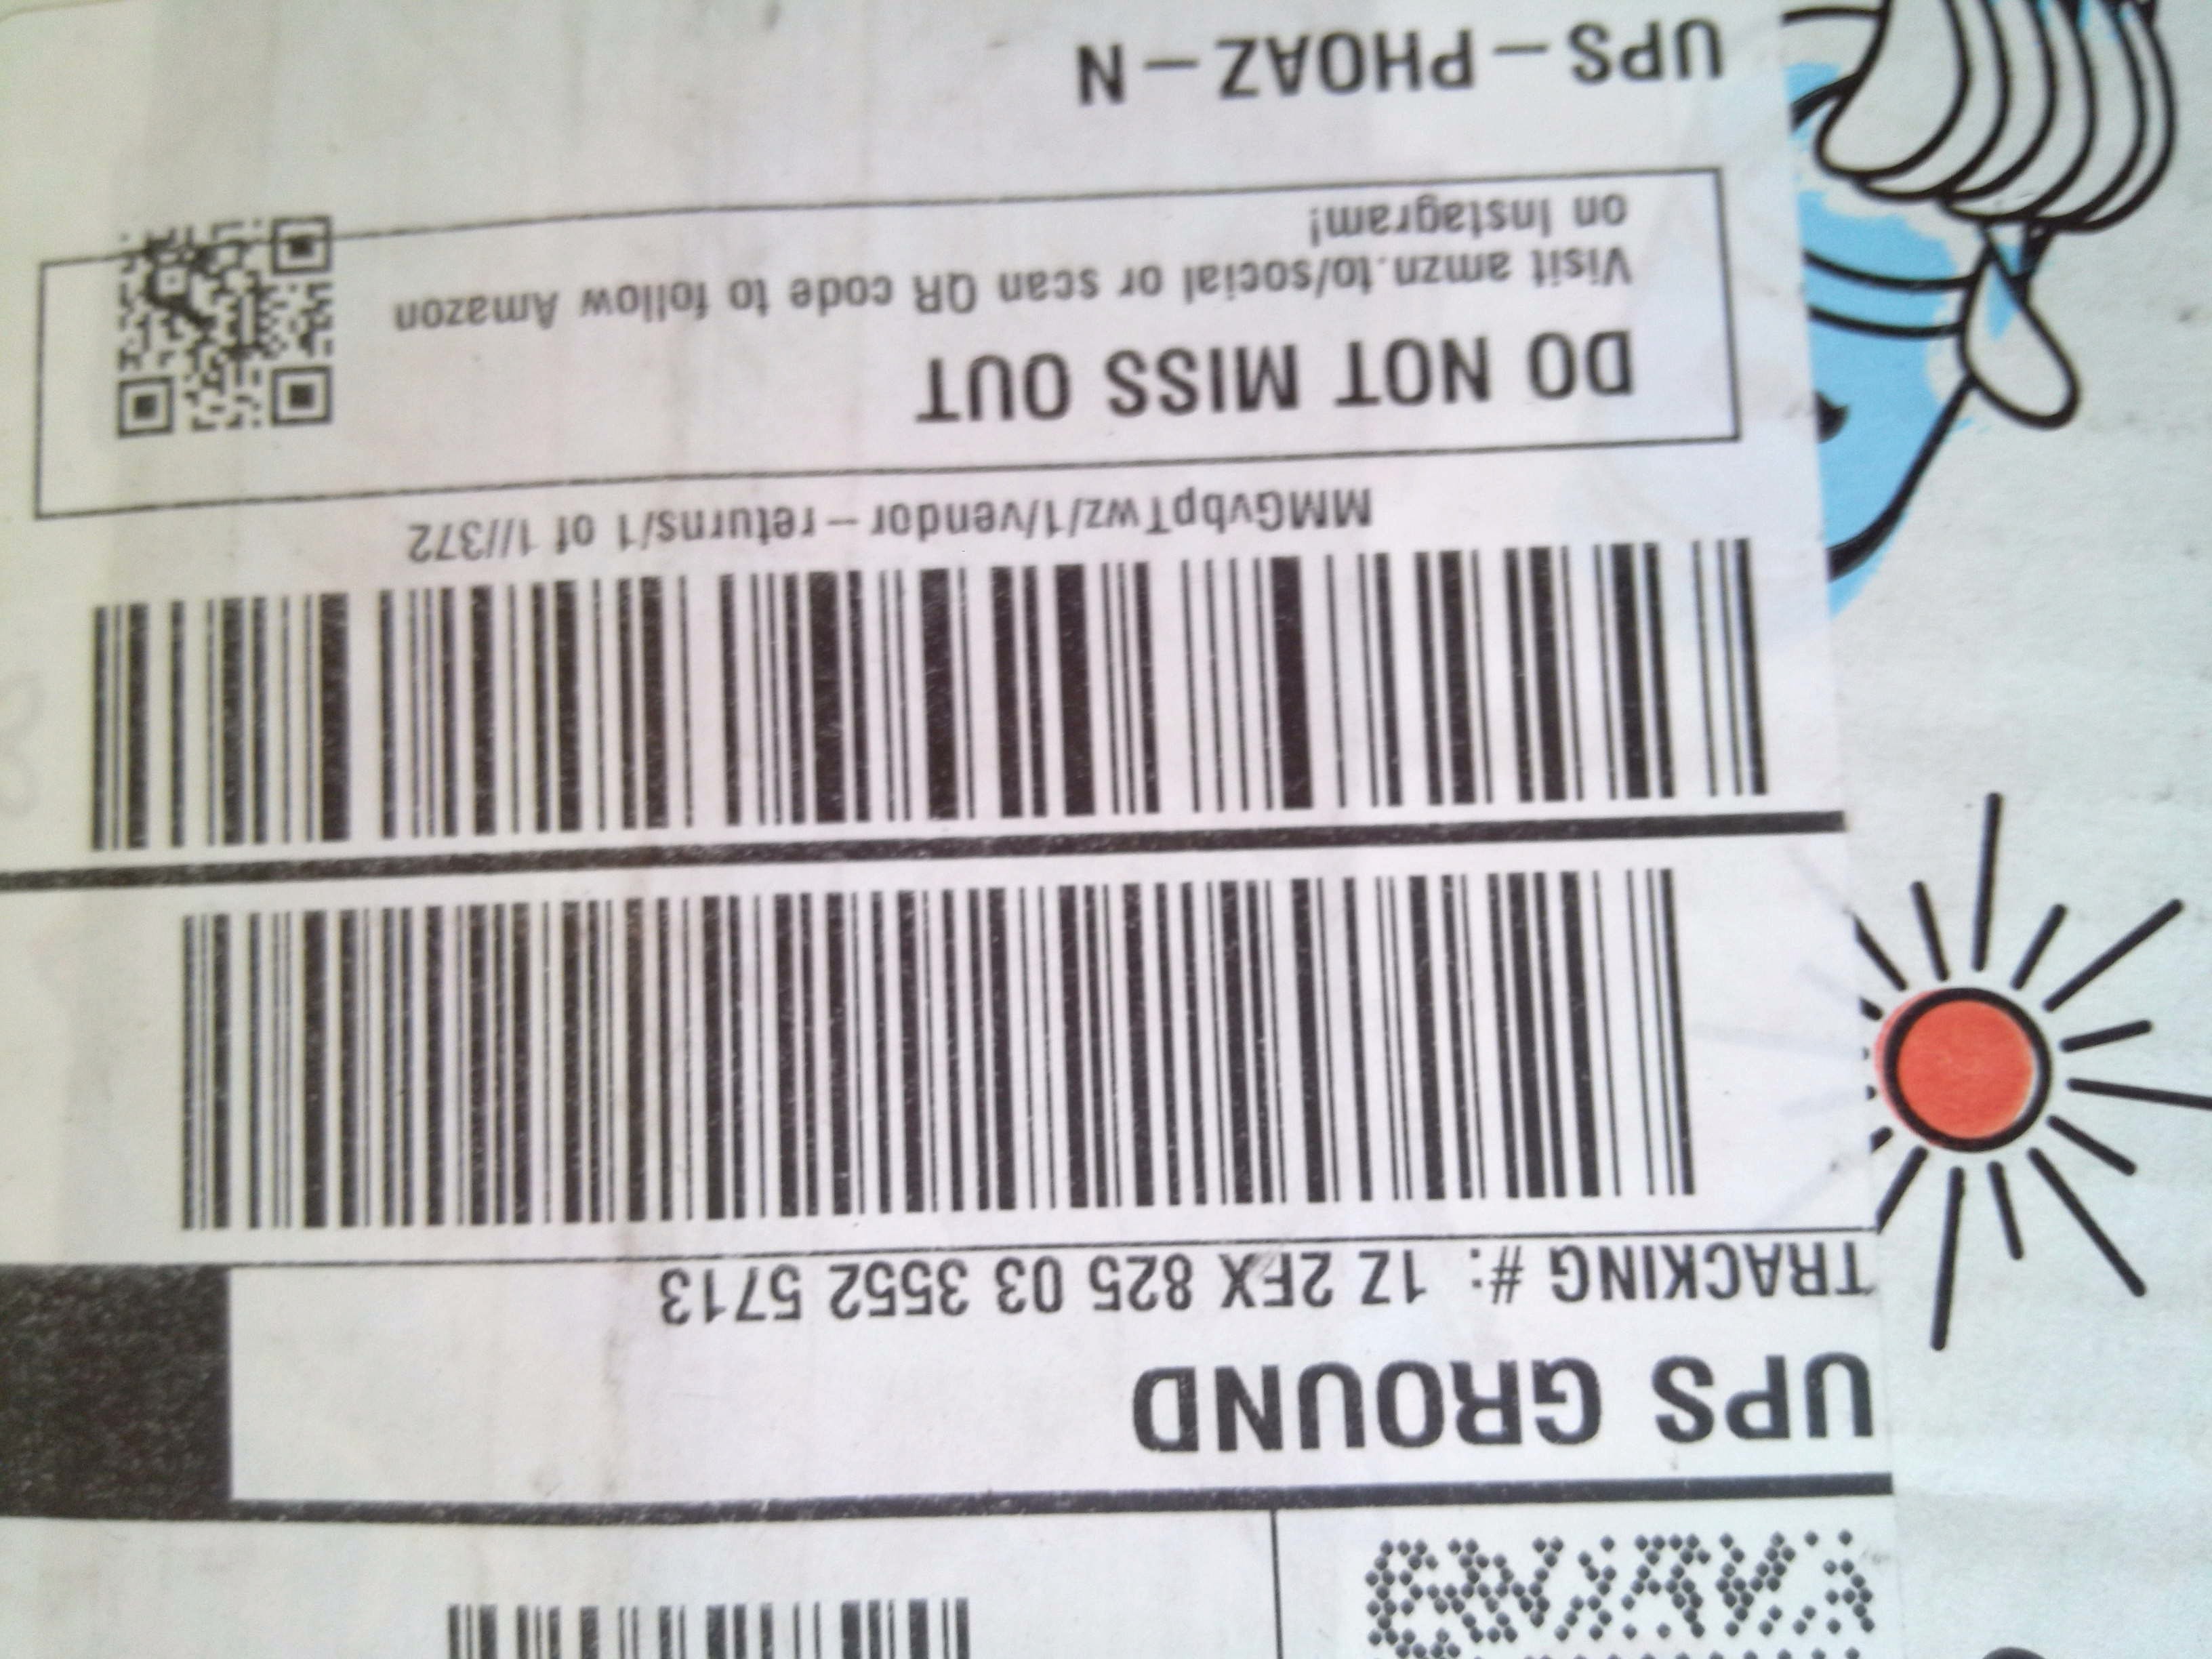 UPS GROUND
TRACKING #: 1Z 2FX 825 03 3552 5713
MMGvbpTwz/1/vendor-returns/1 of 1//372
DO NOT MISS OUT
Visit amzn.to/social or scan QR code to follow Amazon
on Instagram!
UPS-PHOAZ-N